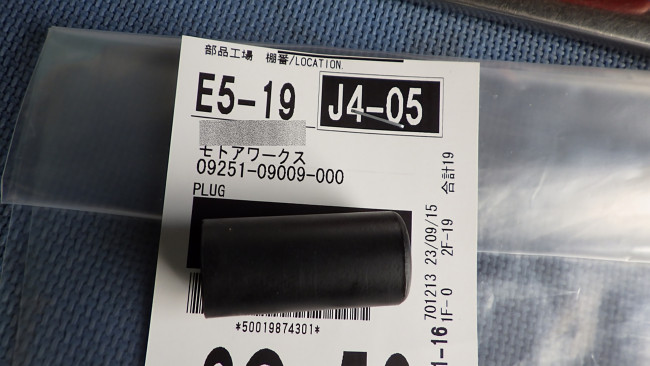 部品工場 棚番/LOCATION.
E5-19 J4-05
モトアワークス
09251-09009-000
PLUG
*50019874301*
合計19
701213 23/09/15
1F-0 2F-19
1-16